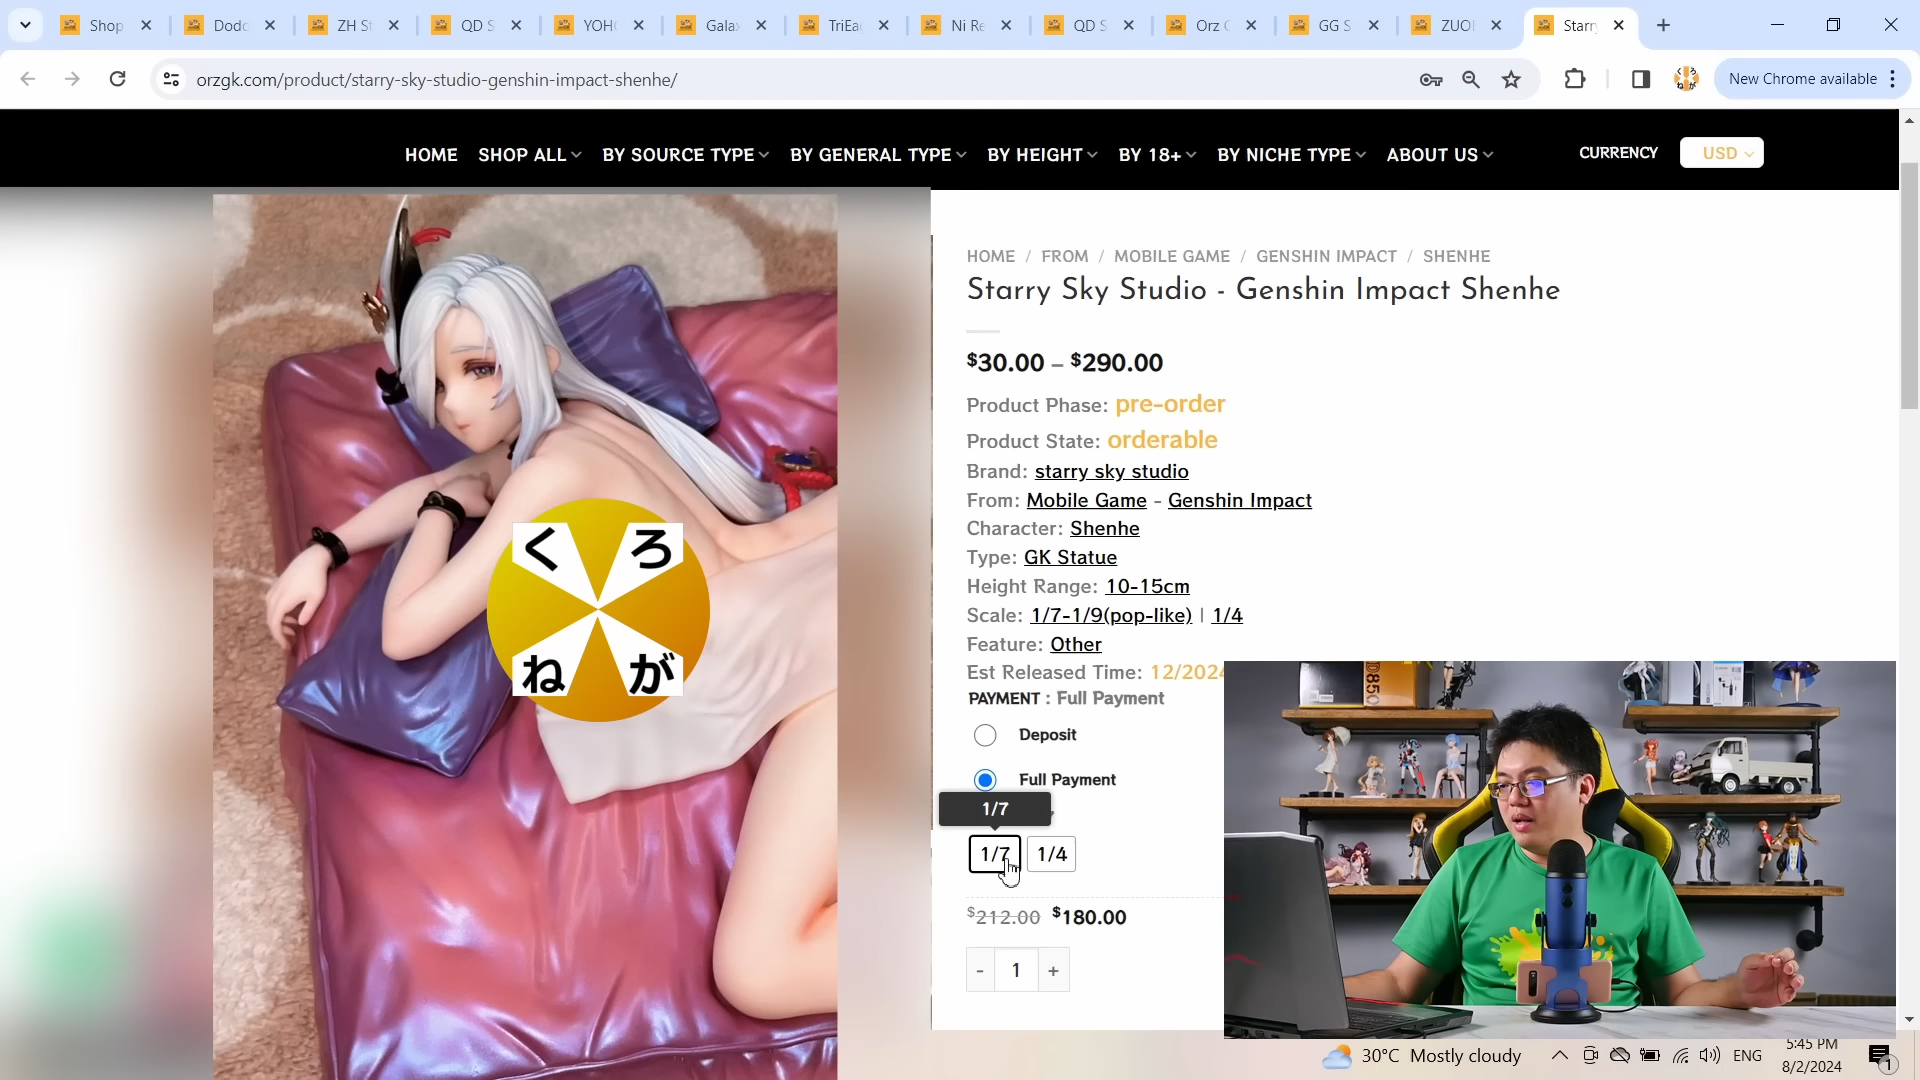 Shop
Dodo
ZH St
QD S
YOHO
Gala
TriEa
Ni Re
QD S
Orz G
GG S
ZUO
Starr
orzgk.com/product/starry-sky-studio-genshin-impact-shenhe/
New Chrome available
HOME
SHOP ALL
BY SOURCE TYPE
BY GENERAL TYPE
BY HEIGHT
BY 18+
BY NICHE TYPE
ABOUT US
CURRENCY
USD
HOME / FROM / MOBILE GAME / GENSHIN IMPACT / SHENHE
Starry Sky Studio - Genshin Impact Shenhe
$30.00 – $290.00
Product Phase: pre-order
Product State: orderable
Brand: starry sky studio
From: Mobile Game - Genshin Impact
Character: Shenhe
Type: GK Statue
Height Range: 10-15cm
Scale: 1/7-1/9(pop-like) | 1/4
Feature: Other
Est Released Time: 12/2024
PAYMENT : Full Payment
Deposit
Full Payment
1/7
1/7
1/4
$212.00 $180.00
- 1 +
くろ
ねが
30°C Mostly cloudy
ENG
5:45 PM
8/2/2024
1